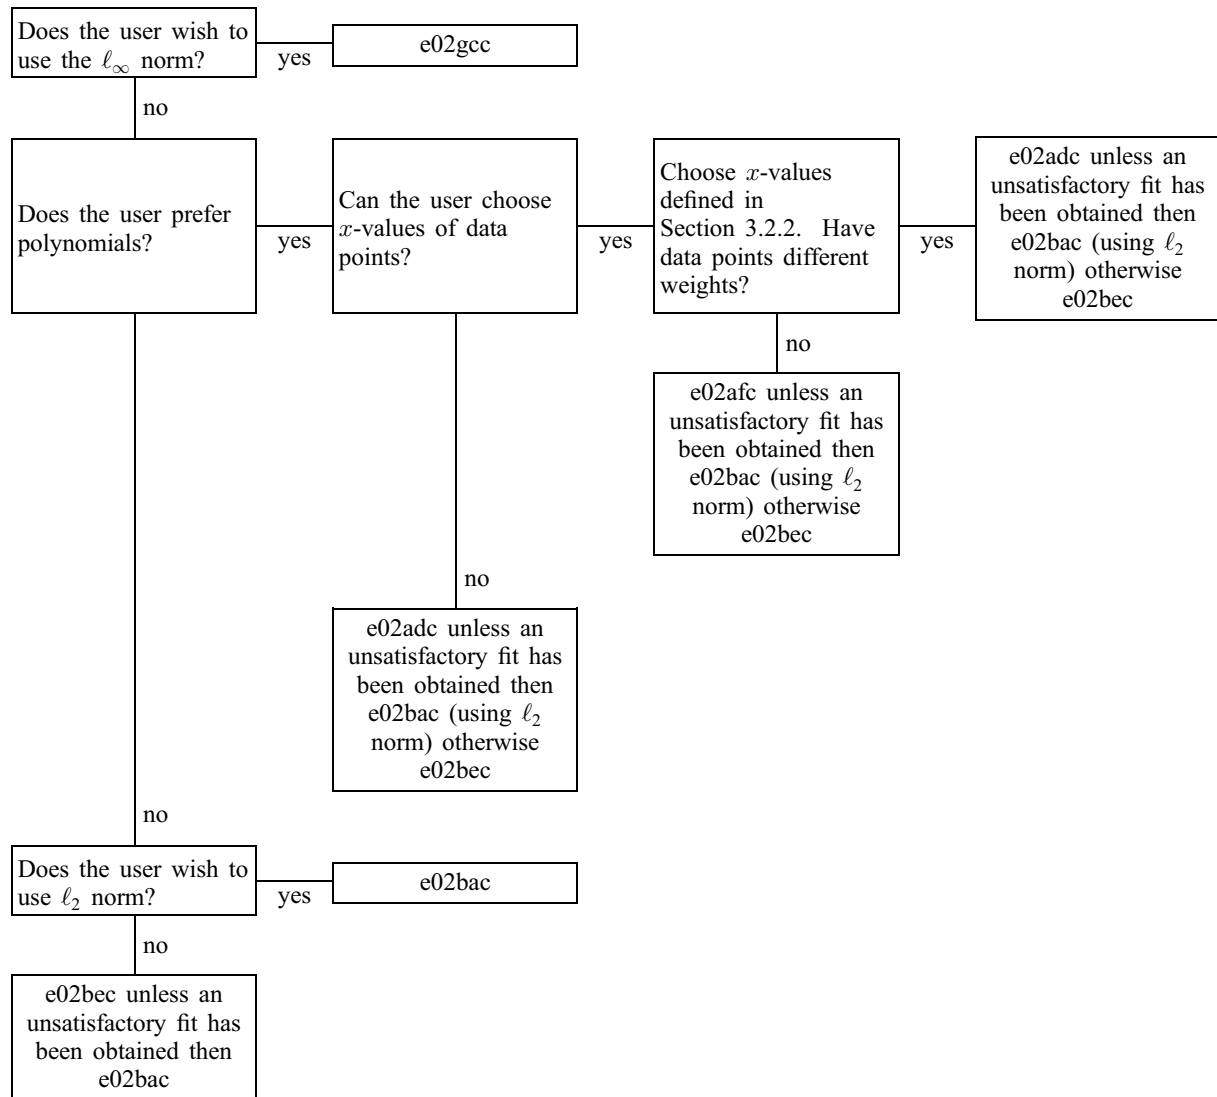 Does the user wish to
use the ℓ∞ norm?
yes
e02gcc
no
Does the user prefer
polynomials?
yes
Can the user choose
x-values of data
points?
yes
Choose x-values
defined in
Section 3.2.2. Have
data points different
weights?
yes
e02adc unless an
unsatisfactory fit has
been obtained then
e02bac (using ℓ₂
norm) otherwise
e02bec
no
e02afc unless an
unsatisfactory fit has
been obtained then
e02bac (using ℓ₂
norm) otherwise
e02bec
no
e02adc unless an
unsatisfactory fit has
been obtained then
e02bac (using ℓ₂
norm) otherwise
e02bec
no
Does the user wish to
use ℓ₂ norm?
yes
e02bac
no
e02bec unless an
unsatisfactory fit has
been obtained then
e02bac